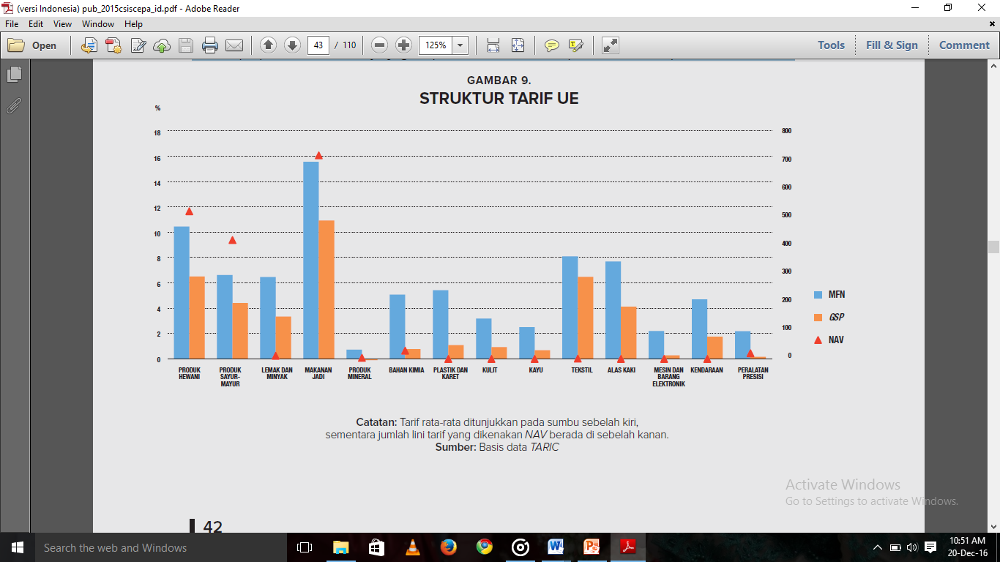 (versi Indonesia) pub_2015csiscepa_id.pdf - Adobe Reader
File Edit View Window Help
Open 43 / 110 125% Tools Fill & Sign Comment
GAMBAR 9.
STRUKTUR TARIF UE
%
18
16
14
12
10
8
6
4
2
0
800
700
600
500
400
300
200
100
0
MFN
GSP
NAV
PRODUK
HEWANI
PRODUK
SAYUR-
MAYUR
LEMAK DAN
MINYAK
MAKANAN
JADI
PRODUK
MINERAL
BAHAN KIMIA
PLASTIK DAN
KARET
KULIT
KAYU
TEKSTIL
ALAS KAKI
MESIN DAN
BARANG
ELEKTRONIK
KENDARAAN
PERALATAN
PRESISI
Catatan: Tarif rata-rata ditunjukkan pada sumbu sebelah kiri,
sementara jumlah lini tarif yang dikenakan NAV berada di sebelah kanan.
Sumber: Basis data TARIC
Activate Windows
Go to Settings to activate Windows.
42
Search the web and Windows
10:51 AM
20-Dec-16